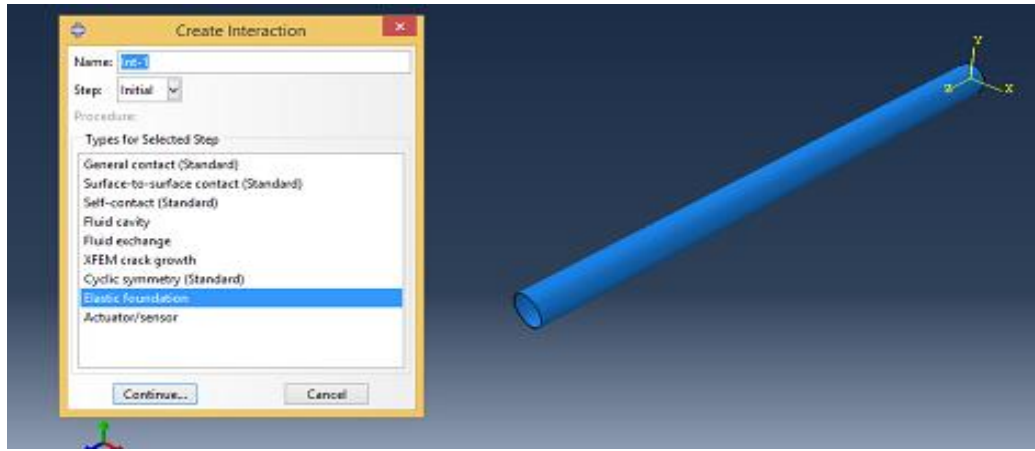 Create Interaction
Name: Int-1
Step: Initial
Procedure:
Types for Selected Step
General contact (Standard)
Surface-to-surface contact (Standard)
Self-contact (Standard)
Fluid cavity
Fluid exchange
XFEM crack growth
Cyclic symmetry (Standard)
Elastic foundation
Actuator/sensor
Continue... Cancel
Y
Z X